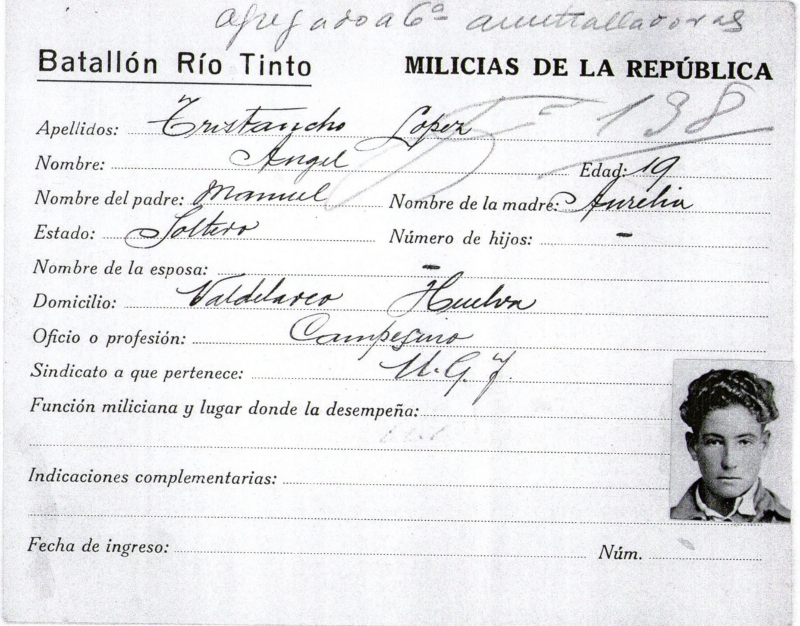 agregado a 6ª ametralladoras
Batallón Río Tinto MILICIAS DE LA REPÚBLICA
138
Apellidos: Tristancho Lopez
Nombre: Angel Edad: 19
Nombre del padre: Manuel Nombre de la madre: Aurelia
Estado: Soltero Número de hijos: -
Nombre de la esposa: -
Domicilio: Valdelarco Huelva
Oficio o profesión: Campesino
Sindicato a que pertenece: U.G.T.
Función miliciana y lugar donde la desempeña:
Indicaciones complementarias:
Fecha de ingreso: Núm.